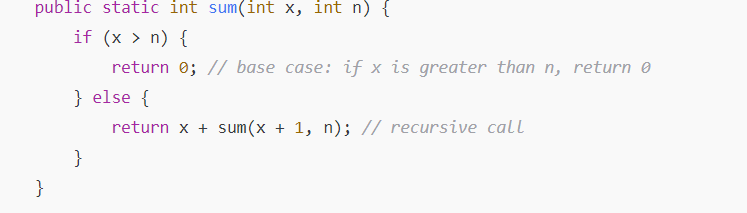 public static int sum(int x, int n) {
if (x > n) {
return 0; // base case: if x is greater than n, return 0
} else {
return x + sum(x + 1, n); // recursive call
}
}